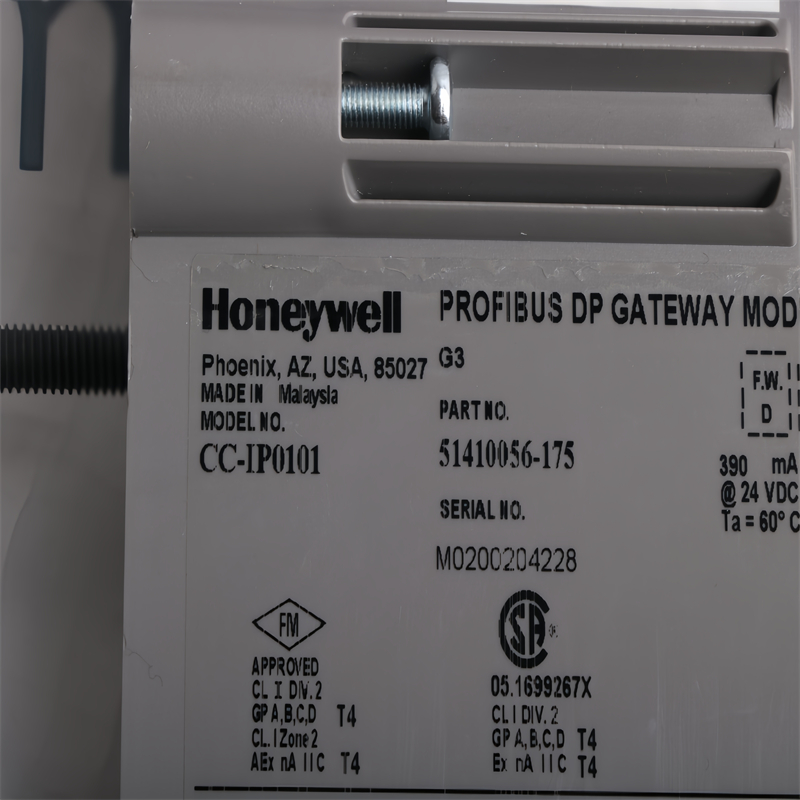 Honeywell
PROFIBUS DP GATEWAY MOD
Phoenix, AZ, USA, 85027
G3
MADE IN Malaysia
MODEL NO.
CC-IP0101
PART NO.
51410056-175
SERIAL NO.
M0200204228
F.W.
D
390 mA
@ 24 VDC
Ta = 60° C
FM
APPROVED
CL I DIV. 2
GP A,B,C,D T4
CL. I Zone 2
AEx nA IIC T4
SA
05.1699267X
CL I DIV. 2
GP A,B,C,D T4
Ex nA IIC T4